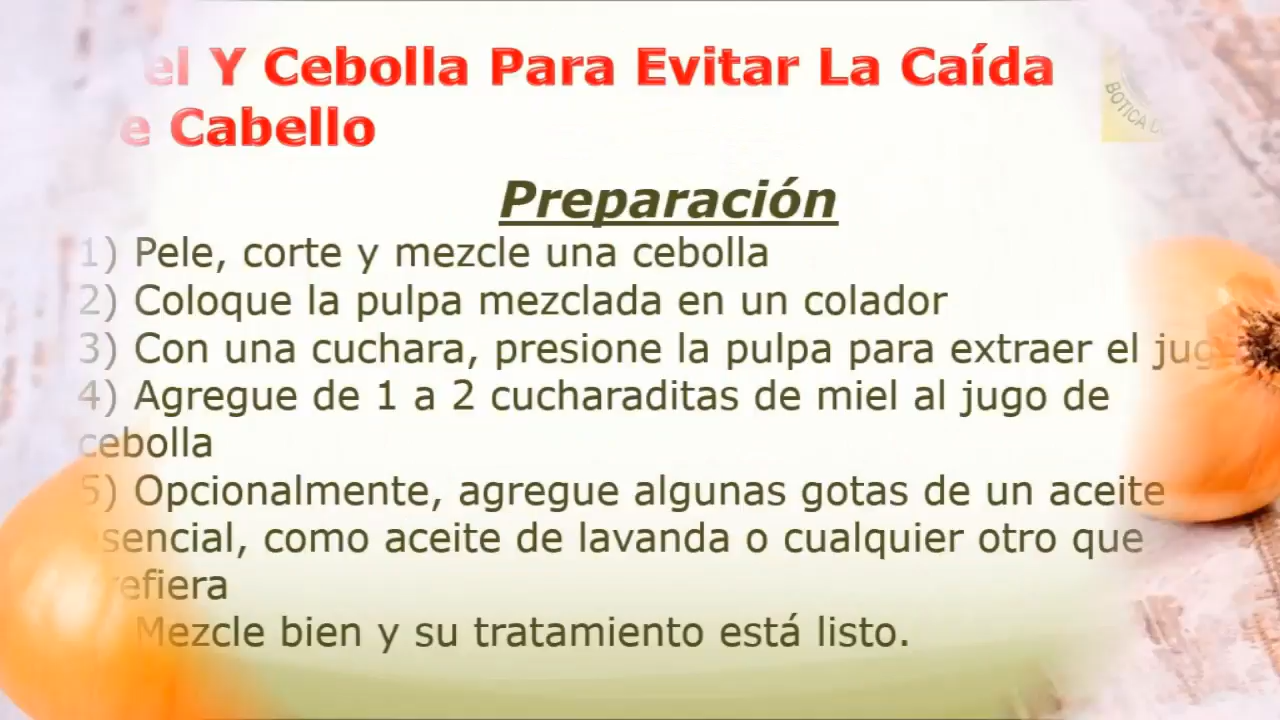 el Y Cebolla Para Evitar La Caída
e Cabello
BOTICA D
Preparación
1) Pele, corte y mezcle una cebolla
2) Coloque la pulpa mezclada en un colador
3) Con una cuchara, presione la pulpa para extraer el jug
4) Agregue de 1 a 2 cucharaditas de miel al jugo de
cebolla
5) Opcionalmente, agregue algunas gotas de un aceite
sencial, como aceite de lavanda o cualquier otro que
refiera
Mezcle bien y su tratamiento está listo.